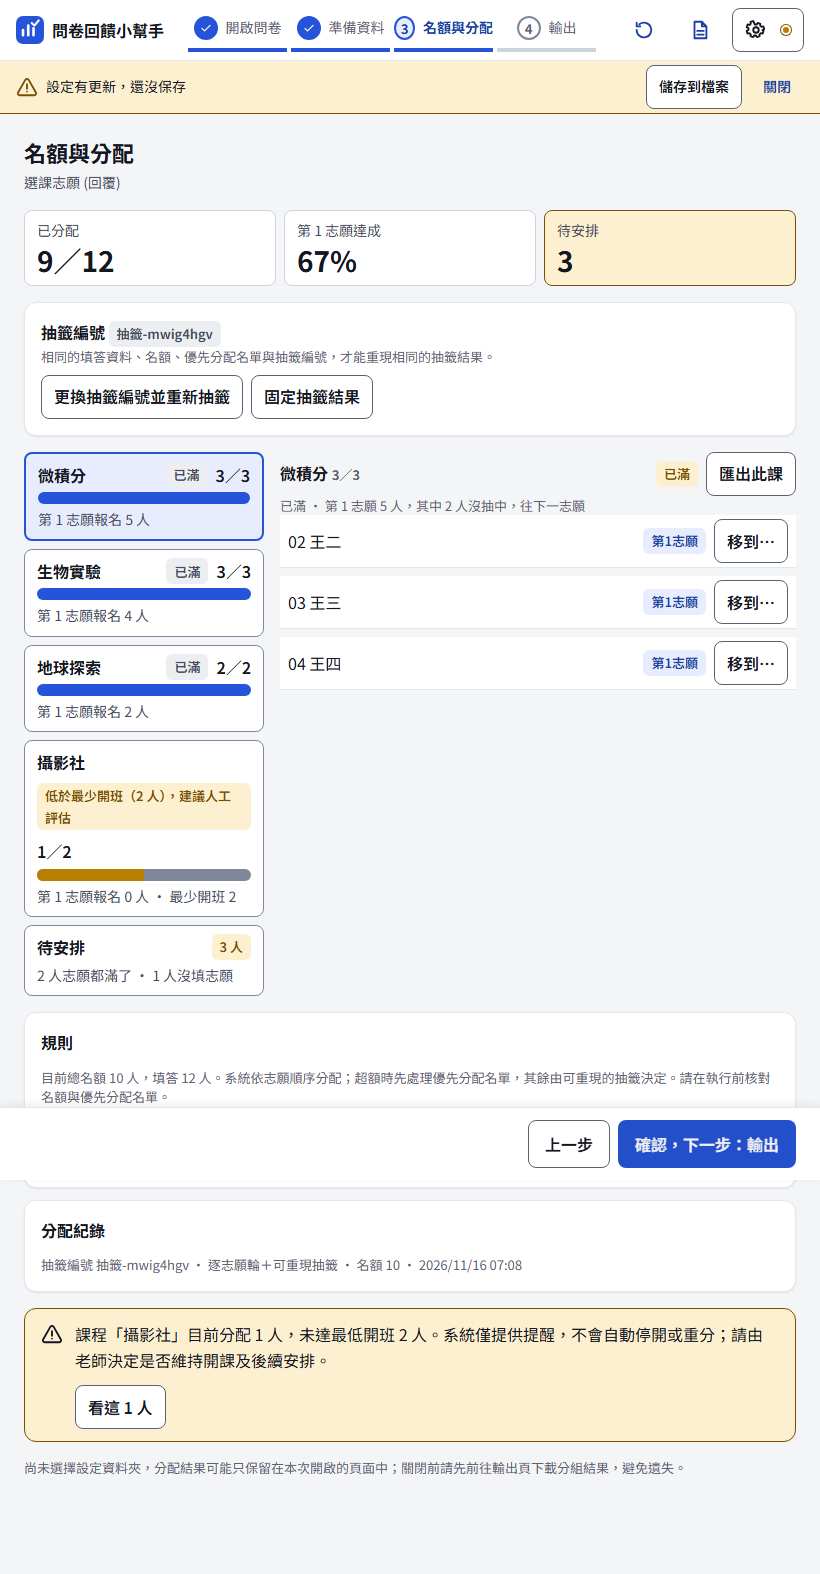 問卷回饋小幫手
開啟問卷
準備資料
3 名額與分配
4 輸出
設定有更新，還沒保存
儲存到檔案
關閉
名額與分配
選課志願 (回覆)
已分配
9／12
第 1 志願達成
67%
待安排
3
抽籤編號 抽籤-mwig4hgv
相同的填答資料、名額、優先分配名單與抽籤編號，才能重現相同的抽籤結果。
更換抽籤編號並重新抽籤
固定抽籤結果
微積分 已滿 3／3
第 1 志願報名 5 人
生物實驗 已滿 3／3
第 1 志願報名 4 人
地球探索 已滿 2／2
第 1 志願報名 2 人
攝影社
低於最少開班（2 人），建議人工
評估
1／2
第 1 志願報名 0 人 · 最少開班 2
待安排 3 人
2 人志願都滿了 · 1 人沒填志願
微積分 3／3 已滿 匯出此課
已滿 · 第 1 志願 5 人，其中 2 人沒抽中，往下一志願
02 王二 第1志願 移到…
03 王三 第1志願 移到…
04 王四 第1志願 移到…
規則
目前總名額 10 人，填答 12 人。系統依志願順序分配；超額時先處理優先分配名單，其餘由可重現的抽籤決定。請在執行前核對
名額與優先分配名單。
上一步
確認，下一步：輸出
分配紀錄
抽籤編號 抽籤-mwig4hgv · 逐志願輪＋可重現抽籤 · 名額 10 · 2026/11/16 07:08
課程「攝影社」目前分配 1 人，未達最低開班 2 人。系統僅提供提醒，不會自動停開或重分；請由
老師決定是否維持開課及後續安排。
看這 1 人
尚未選擇設定資料夾，分配結果可能只保留在本次開啟的頁面中；關閉前請先前往輸出頁下載分組結果，避免遺失。